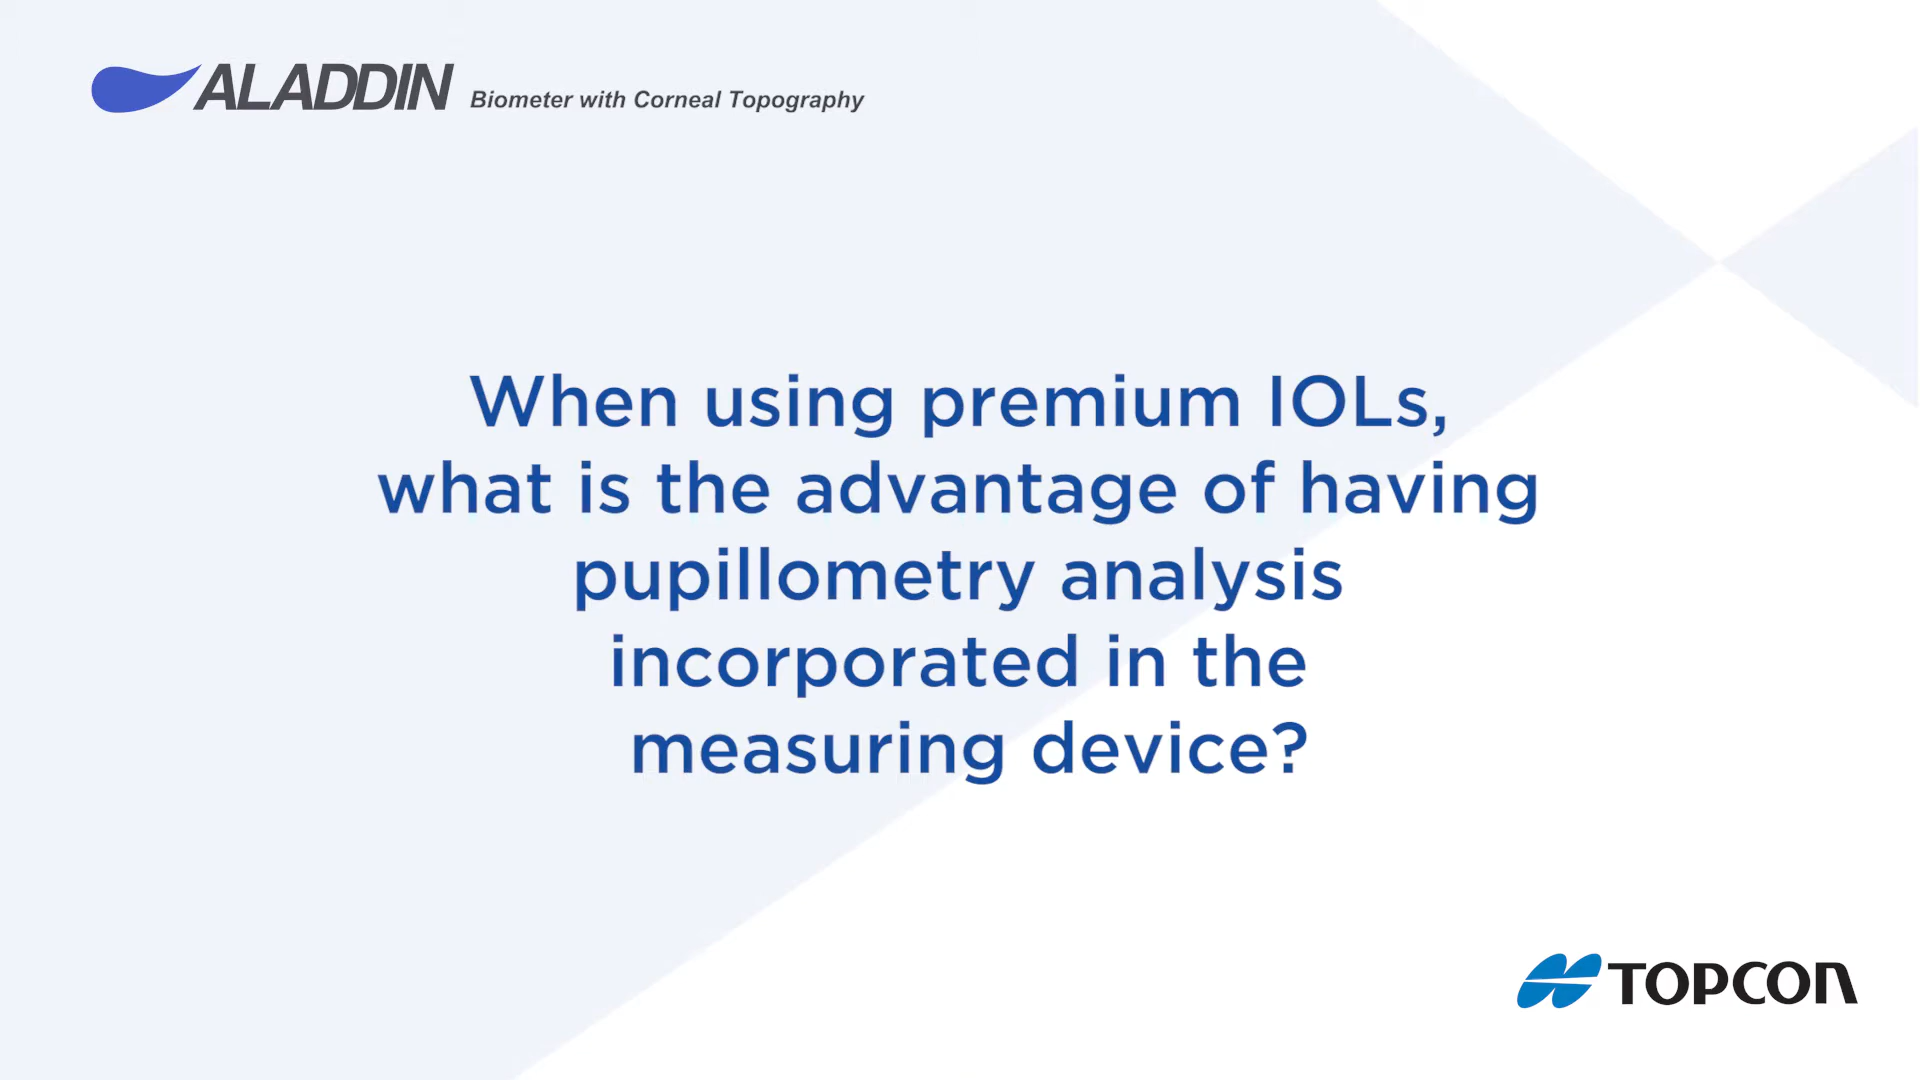 ALADDIN Biometer with Corneal Topography
When using premium IOLs,
what is the advantage of having
pupillometry analysis
incorporated in the
measuring device?
TOPCON